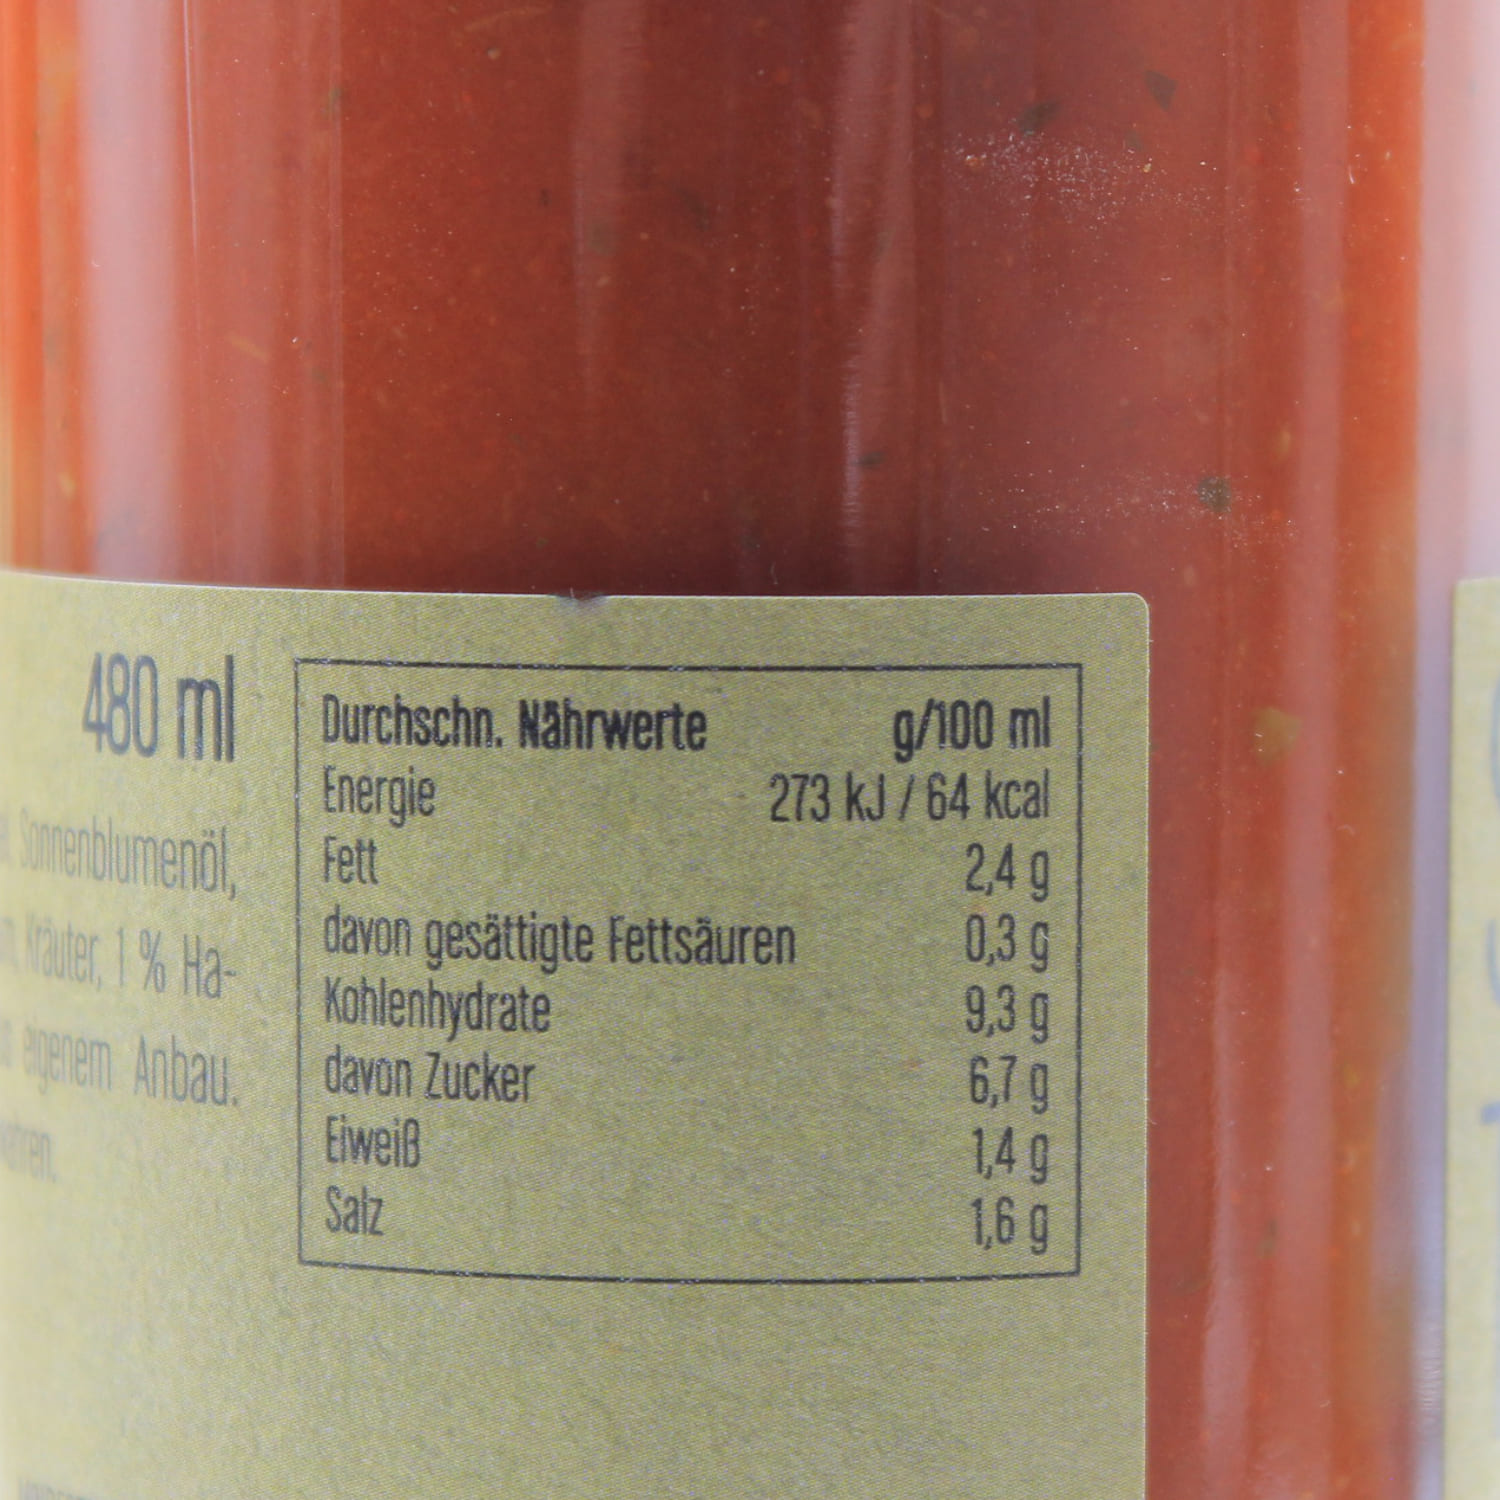 480 ml
Sonnenblumenöl,
Kräuter, 1 % Ha-
eigenem Anbau.
Durchschn. Nährwerte g/100 ml
Energie 273 kJ / 64 kcal
Fett 2,4 g
davon gesättigte Fettsäuren 0,3 g
Kohlenhydrate 9,3 g
davon Zucker 6,7 g
Eiweiß 1,4 g
Salz 1,6 g